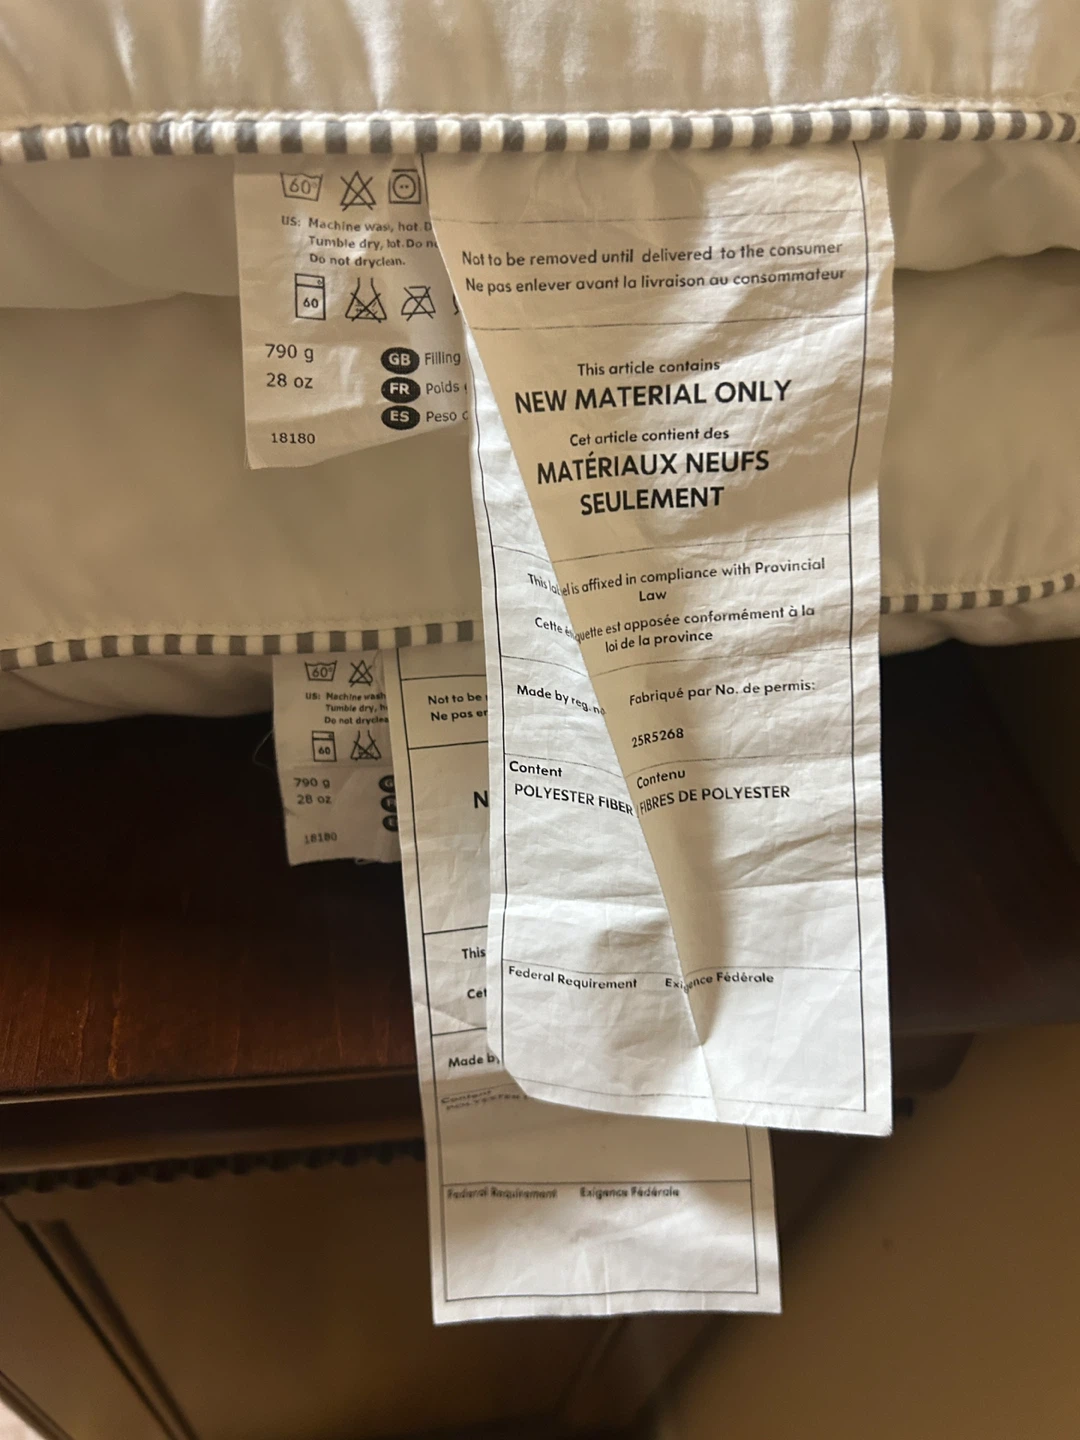 60°
US: Machine was, hot. D
Tumble dry, lot. Do n
Do not dryclean.
60
790 g
28 oz
GB Filling
FR Poids
ES Peso
18180
Not to be removed until delivered to the consumer
Ne pas enlever avant la livraison au consommateur
This article contains
NEW MATERIAL ONLY
Cet article contient des
MATÉRIAUX NEUFS
SEULEMENT
This label is affixed in compliance with Provincial
Law
Cette é quette est apposée conformément à la
loi de la province
Made by reg. no.
Fabriqué par No. de permis:
25R5268
Content
POLYESTER FIBER
Contenu
FIBRES DE POLYESTER
Federal Requirement
Exigence Fédérale
60°
US: Machine wash
Tumble dry, h
Do not dryclea
60
790 g
28 oz
18180
Not to be
Ne pas en
N
This
Cet
Made by
Content
POLYESTER
Federal Requirement
Exigence Fédérale